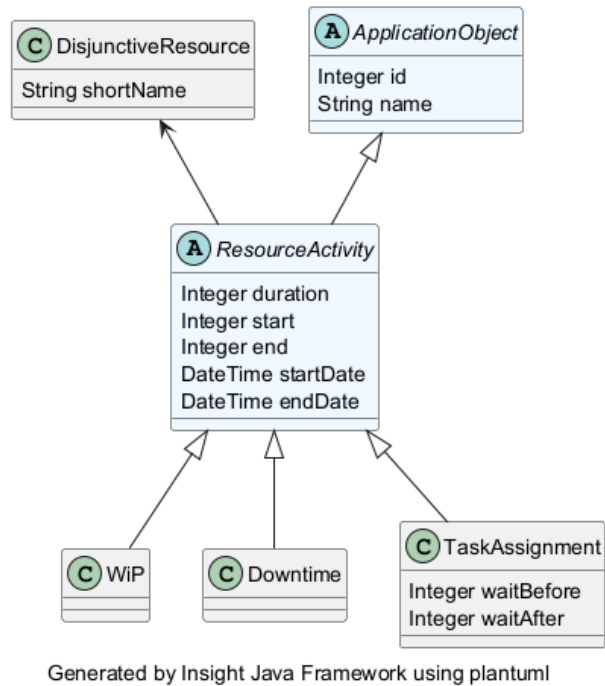 C DisjunctiveResource
String shortName
A ApplicationObject
Integer id
String name
A ResourceActivity
Integer duration
Integer start
Integer end
DateTime startDate
DateTime endDate
C WiP
C Downtime
C TaskAssignment
Integer waitBefore
Integer waitAfter
Generated by Insight Java Framework using plantuml